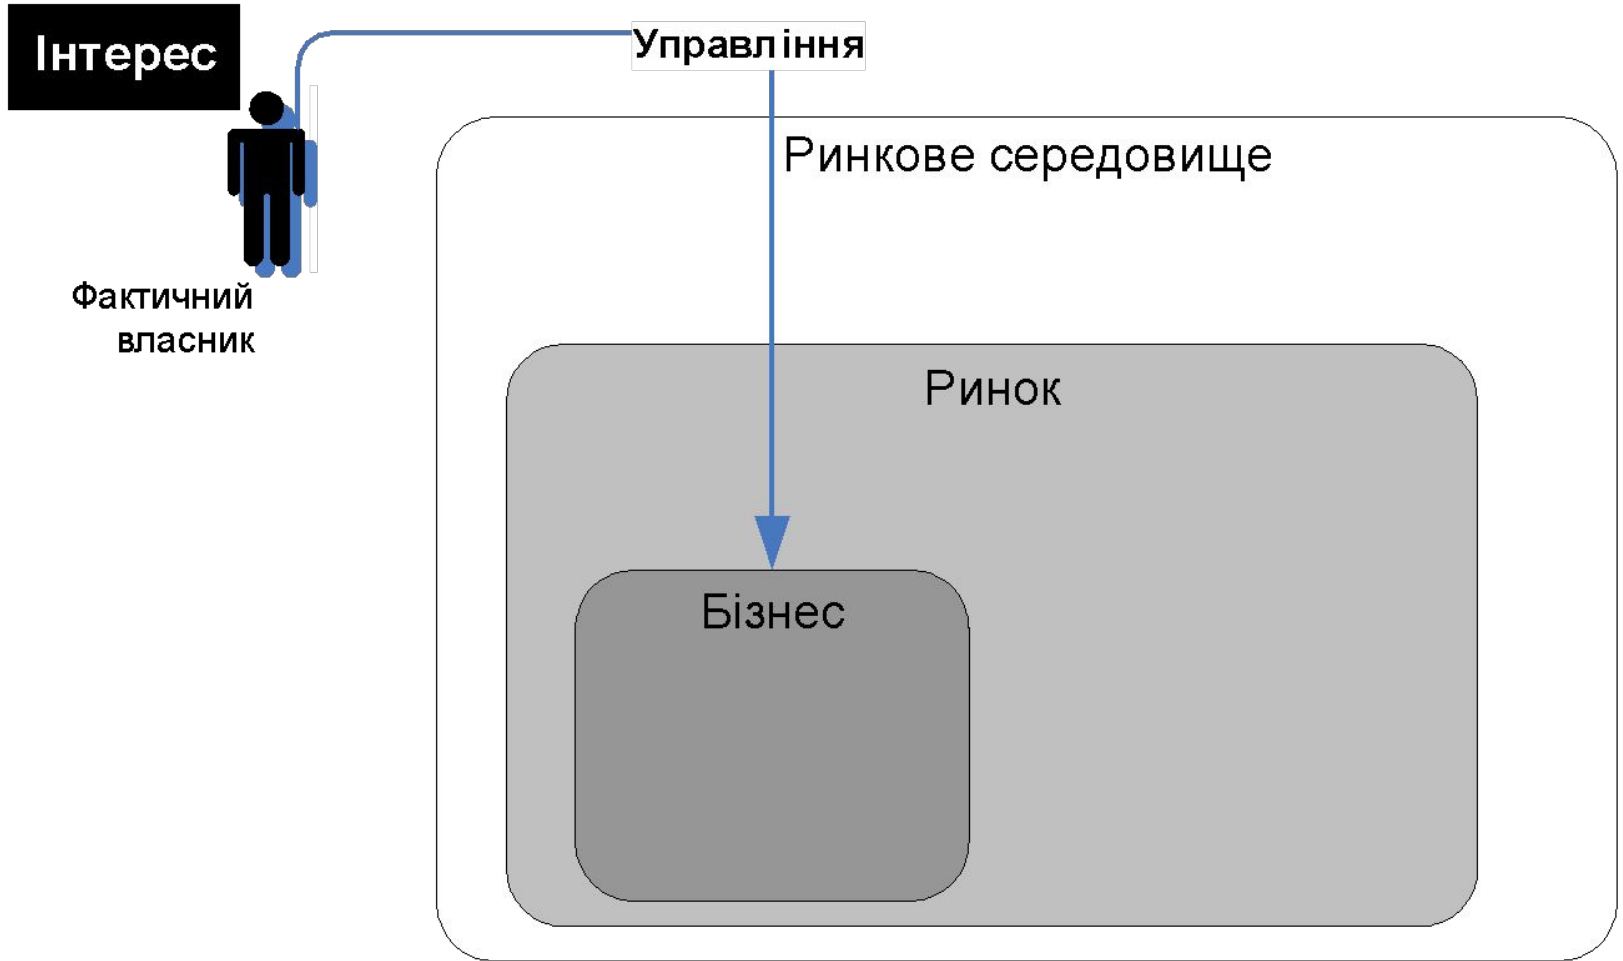 Інтерес
Управління
Ринкове середовище
Фактичний
власник
Ринок
Бізнес